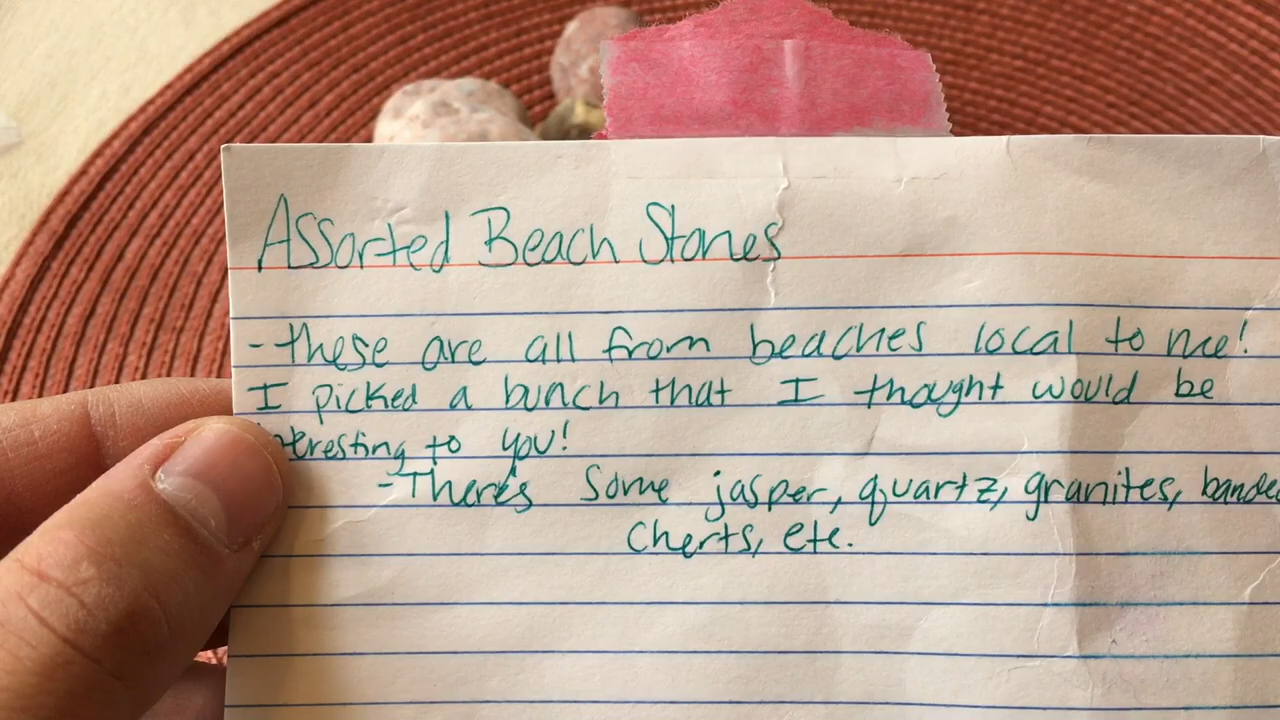 Assorted Beach Stones
- these are all from beaches local to me!
I picked a bunch that I thought would be
nteresting to you!
- There's some jasper, quartz, granites, bande
cherts, etc.